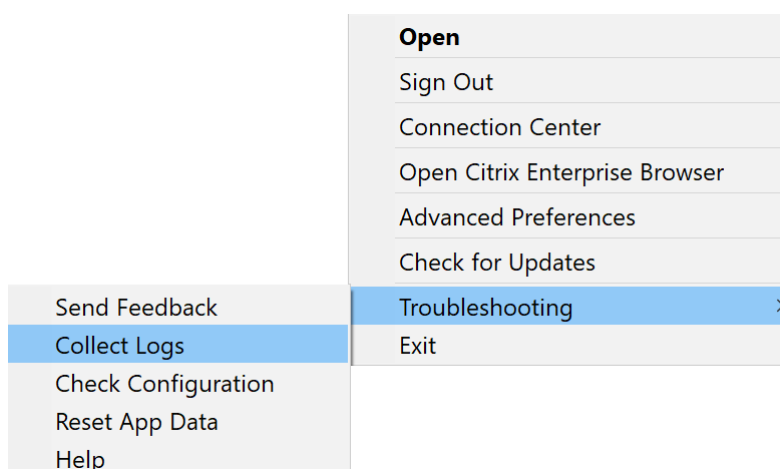 Open
Sign Out
Connection Center
Open Citrix Enterprise Browser
Advanced Preferences
Check for Updates
Troubleshooting
Exit
Send Feedback
Collect Logs
Check Configuration
Reset App Data
Help